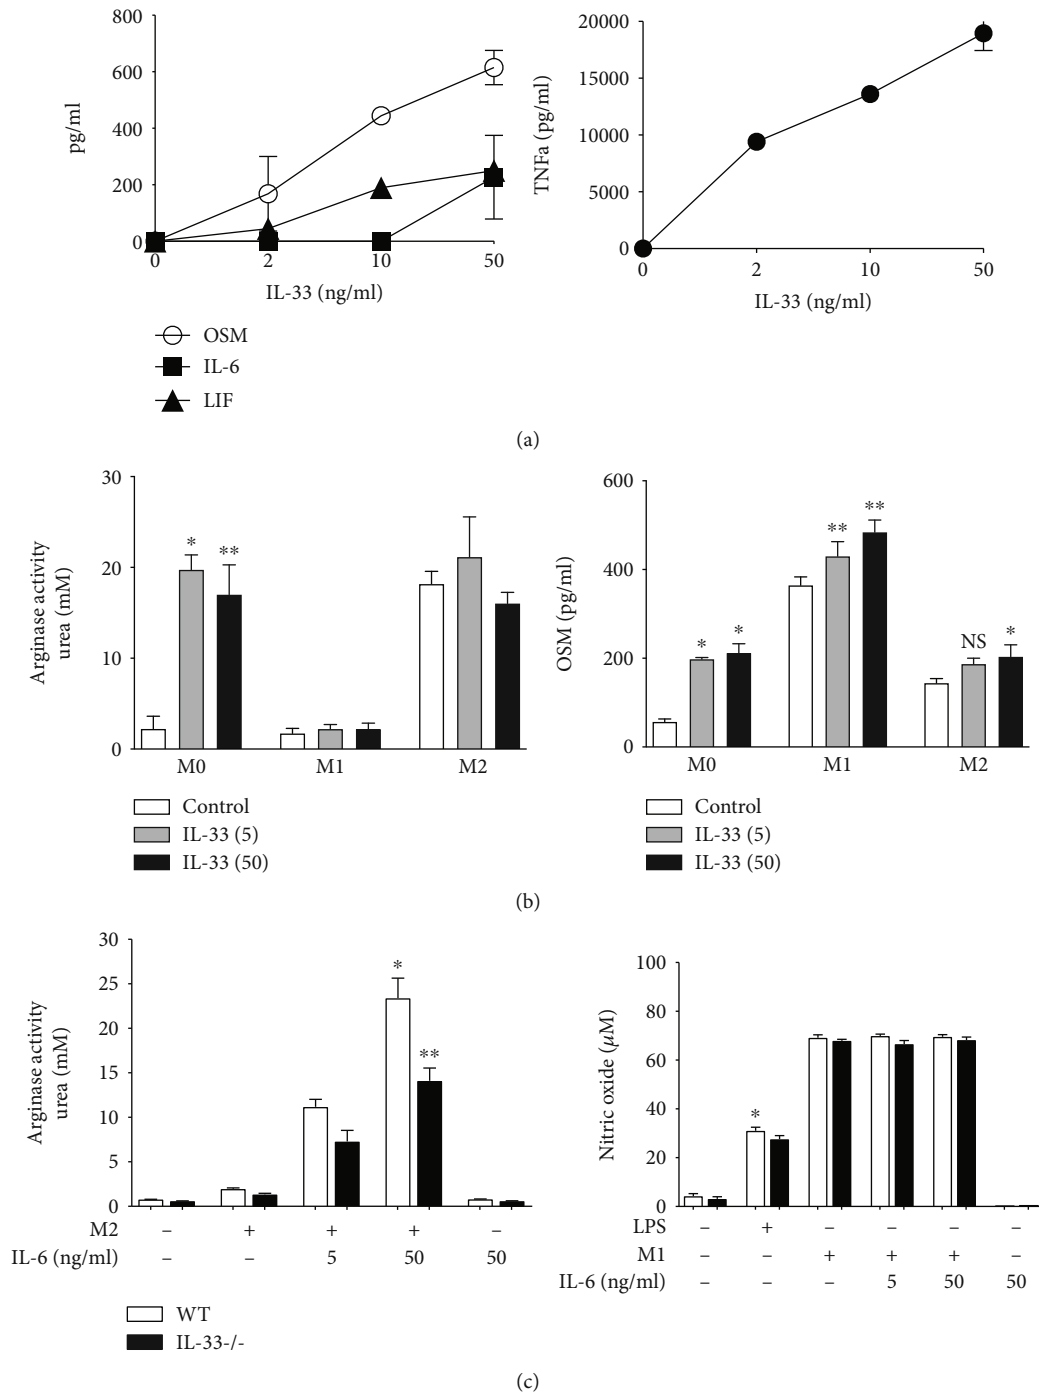 800
600
400
200
0
pg/ml
0 2 10 50
IL-33 (ng/ml)
OSM
IL-6
LIF
20000
15000
10000
5000
0
TNFa (pg/ml)
0 2 10 50
IL-33 (ng/ml)
(a)
30
20
10
0
Arginase activity
urea (mM)
* **
M0 M1 M2
Control
IL-33 (5)
IL-33 (50)
600
400
200
0
OSM (pg/ml)
* * ** ** NS *
M0 M1 M2
Control
IL-33 (5)
IL-33 (50)
(b)
30
25
20
15
10
5
0
Arginase activity
urea (mM)
* **
M2 – + + + –
IL-6 (ng/ml) – – 5 50 50
WT
IL-33-/-
100
80
60
40
20
0
Nitric oxide (μM)
*
LPS – + – – – –
M1 – – + + + –
IL-6 (ng/ml) – – – 5 50 50
(c)